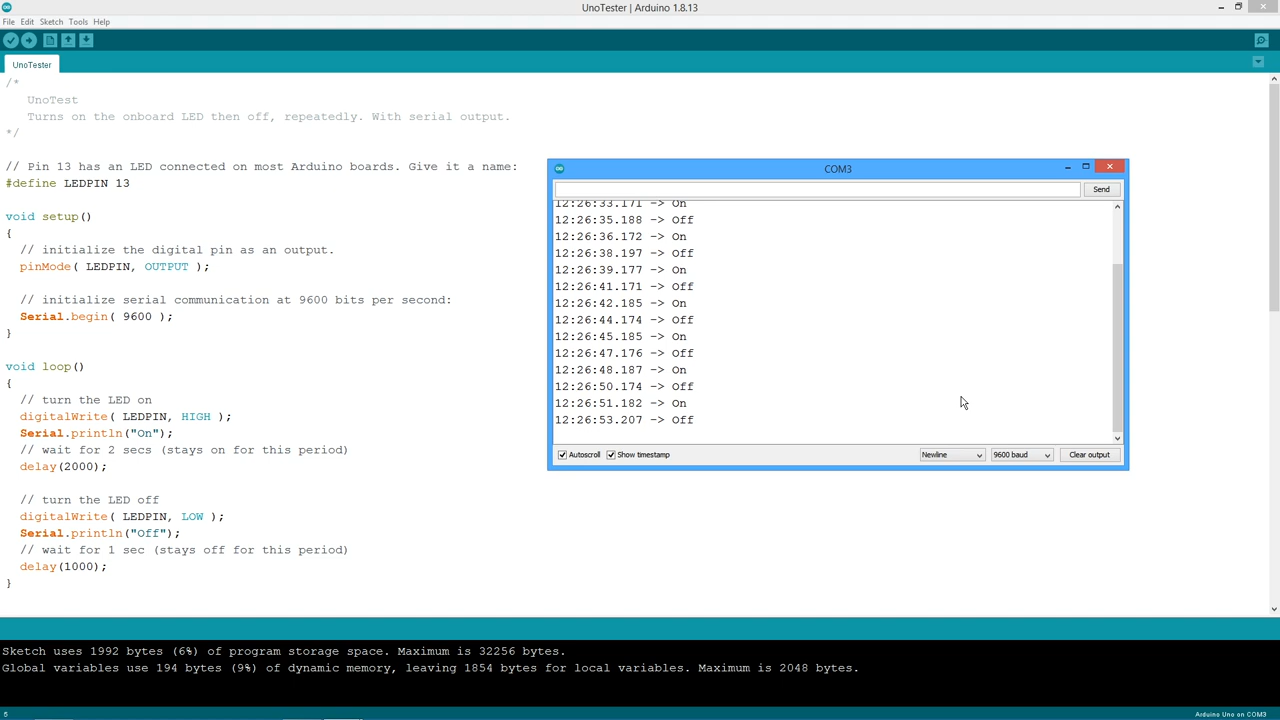 UnoTester | Arduino 1.8.13
File Edit Sketch Tools Help
UnoTester
/*
UnoTest
Turns on the onboard LED then off, repeatedly. With serial output.
*/
// Pin 13 has an LED connected on most Arduino boards. Give it a name:
#define LEDPIN 13
void setup()
{
// initialize the digital pin as an output.
pinMode( LEDPIN, OUTPUT );
// initialize serial communication at 9600 bits per second:
Serial.begin( 9600 );
}
void loop()
{
// turn the LED on
digitalWrite( LEDPIN, HIGH );
Serial.println("On");
// wait for 2 secs (stays on for this period)
delay(2000);
// turn the LED off
digitalWrite( LEDPIN, LOW );
Serial.println("Off");
// wait for 1 sec (stays off for this period)
delay(1000);
}
COM3
Send
12:26:33.171 -> On
12:26:35.188 -> Off
12:26:36.172 -> On
12:26:38.197 -> Off
12:26:39.177 -> On
12:26:41.171 -> Off
12:26:42.185 -> On
12:26:44.174 -> Off
12:26:45.185 -> On
12:26:47.176 -> Off
12:26:48.187 -> On
12:26:50.174 -> Off
12:26:51.182 -> On
12:26:53.207 -> Off
Autoscroll Show timestamp Newline 9600 baud Clear output
Sketch uses 1992 bytes (6%) of program storage space. Maximum is 32256 bytes.
Global variables use 194 bytes (9%) of dynamic memory, leaving 1854 bytes for local variables. Maximum is 2048 bytes.
5 Arduino Uno on COM3